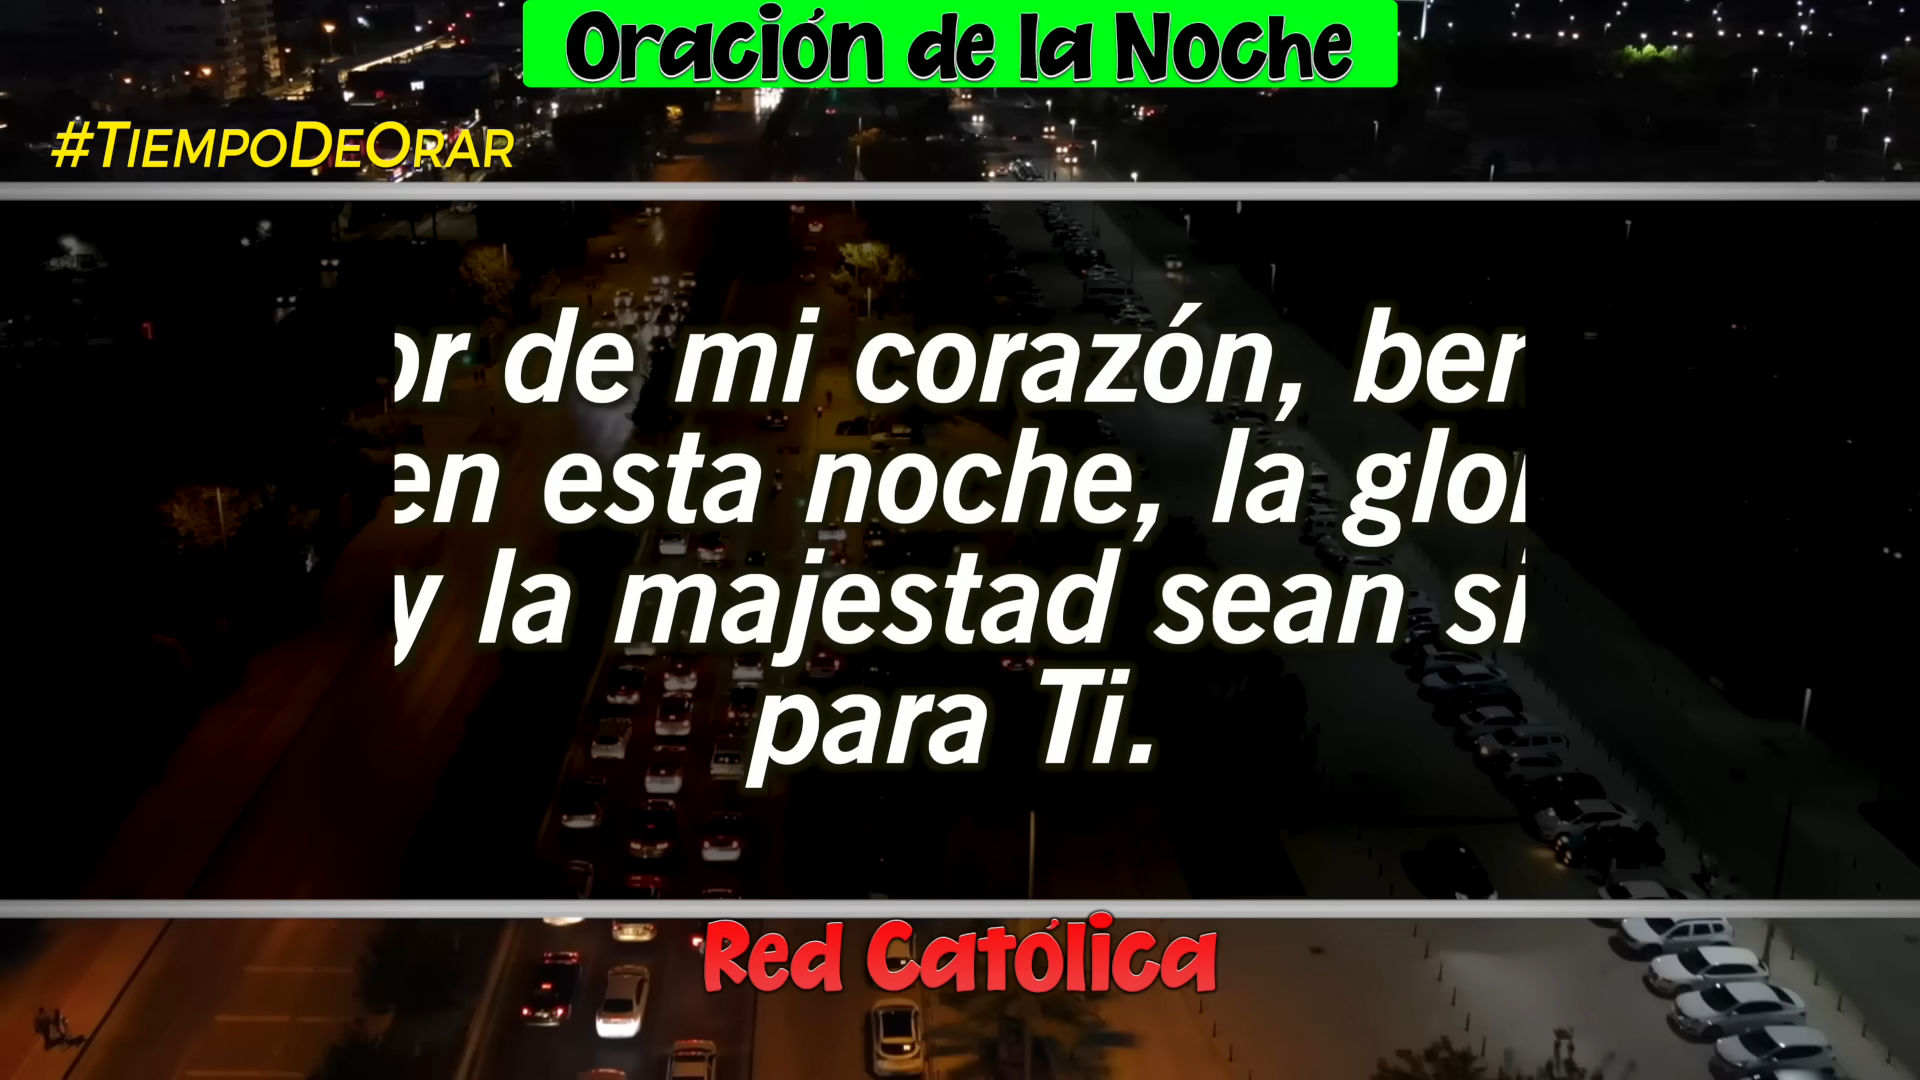 Oración de la Noche
#TiempoDeOrar
de mi corazón,
esta noche, la
y la majestad sean
para Ti.
Red Católica